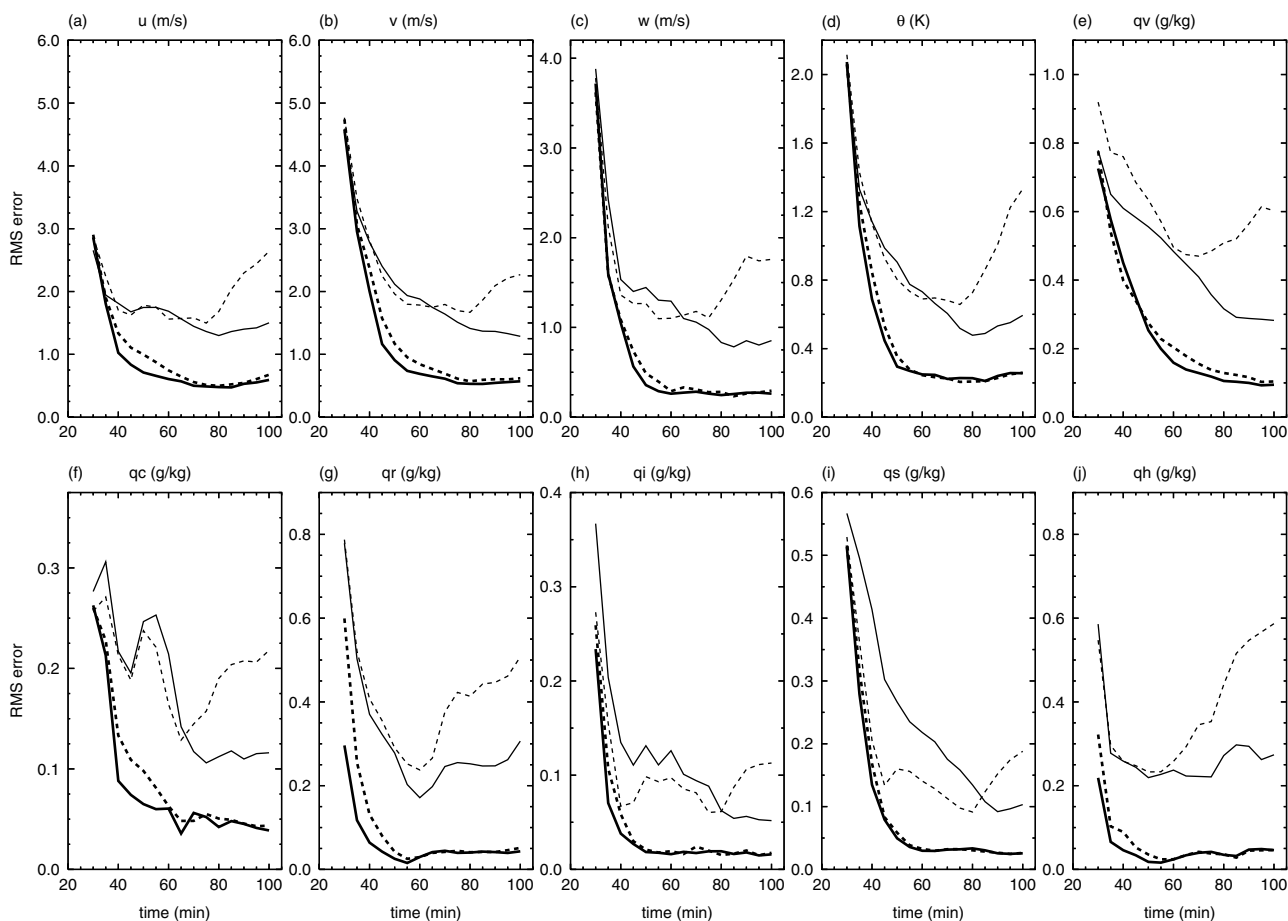 (a) u (m/s) (b) v (m/s) (c) w (m/s) (d) θ (K) (e) qv (g/kg)
6.0 6.0 4.0 2.0 1.0
5.0 5.0 3.0 1.6 0.8
4.0 4.0 2.0 1.2 0.6
3.0 3.0 1.0 0.8 0.4
2.0 2.0 0.0 0.4 0.2
1.0 1.0 0.0 0.0
0.0 0.0
RMS error
20 40 60 80 100 20 40 60 80 100 20 40 60 80 100 20 40 60 80 100 20 40 60 80 100
(f) qc (g/kg) (g) qr (g/kg) (h) qi (g/kg) (i) qs (g/kg) (j) qh (g/kg)
0.3 0.8 0.4 0.6 0.8
0.2 0.6 0.3 0.5 0.6
0.1 0.4 0.2 0.4 0.4
0.0 0.2 0.1 0.3 0.2
0.0 0.0 0.2 0.0
0.1
0.0
RMS error
20 40 60 80 100 20 40 60 80 100 20 40 60 80 100 20 40 60 80 100 20 40 60 80 100
time (min) time (min) time (min) time (min) time (min)